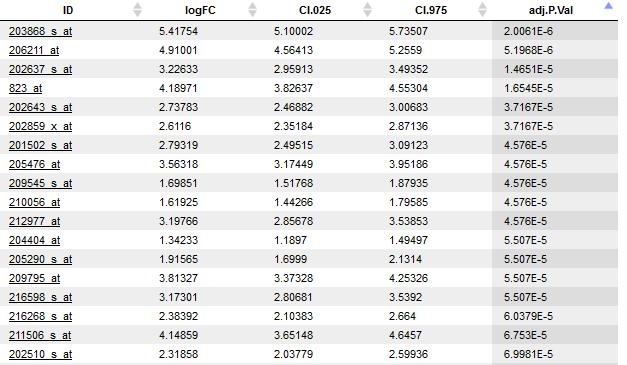 ID logFC CI.025 CI.975 adj.P.Val
203868_s_at 5.41754 5.10002 5.73507 2.0061E-6
206211_at 4.91001 4.56413 5.2559 5.1968E-6
202637_s_at 3.22633 2.95913 3.49352 1.4651E-5
823_at 4.18971 3.82637 4.55304 1.6545E-5
202643_s_at 2.73783 2.46882 3.00683 3.7167E-5
202859_x_at 2.6116 2.35184 2.87136 3.7167E-5
201502_s_at 2.79319 2.49515 3.09123 4.576E-5
205476_at 3.56318 3.17449 3.95186 4.576E-5
209545_s_at 1.69851 1.51768 1.87935 4.576E-5
210056_at 1.61925 1.44266 1.79585 4.576E-5
212977_at 3.19766 2.85678 3.53853 4.576E-5
204404_at 1.34233 1.1897 1.49497 5.507E-5
205290_s_at 1.91565 1.6999 2.1314 5.507E-5
209795_at 3.81327 3.37328 4.25326 5.507E-5
216598_s_at 3.17301 2.80681 3.5392 5.507E-5
216268_s_at 2.38392 2.10383 2.664 6.0379E-5
211506_s_at 4.14859 3.65148 4.6457 6.753E-5
202510_s_at 2.31858 2.03779 2.59936 6.9981E-5